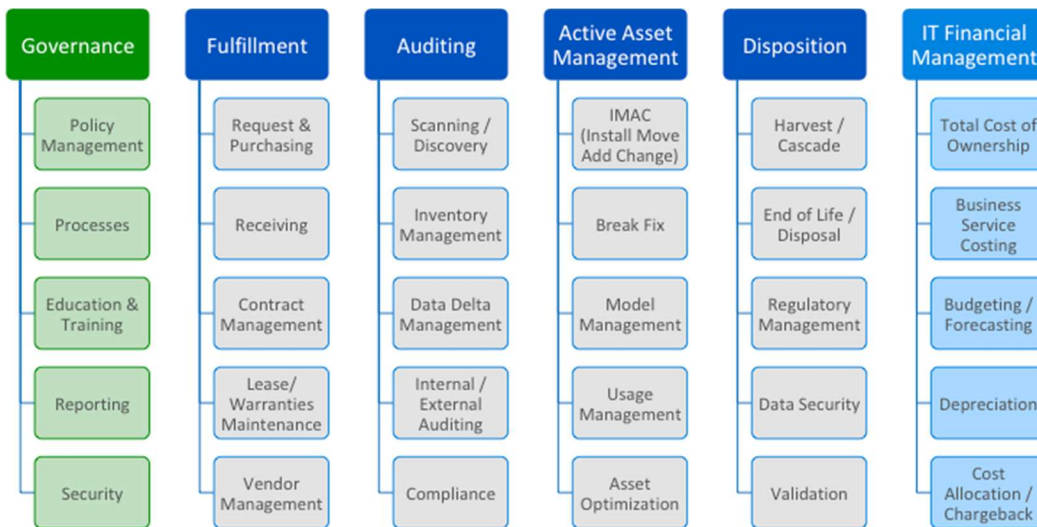 Governance
Policy
Management
Processes
Education &
Training
Reporting
Security
Fulfillment
Request &
Purchasing
Receiving
Contract
Management
Lease/
Warranties
Maintenance
Vendor
Management
Auditing
Scanning /
Discovery
Inventory
Management
Data Delta
Management
Internal /
External
Auditing
Compliance
Active Asset
Management
IMAC
(Install Move
Add Change)
Break Fix
Model
Management
Usage
Management
Asset
Optimization
Disposition
Harvest /
Cascade
End of Life /
Disposal
Regulatory
Management
Data Security
Validation
IT Financial
Management
Total Cost of
Ownership
Business
Service
Costing
Budgeting /
Forecasting
Depreciation
Cost
Allocation /
Chargeback